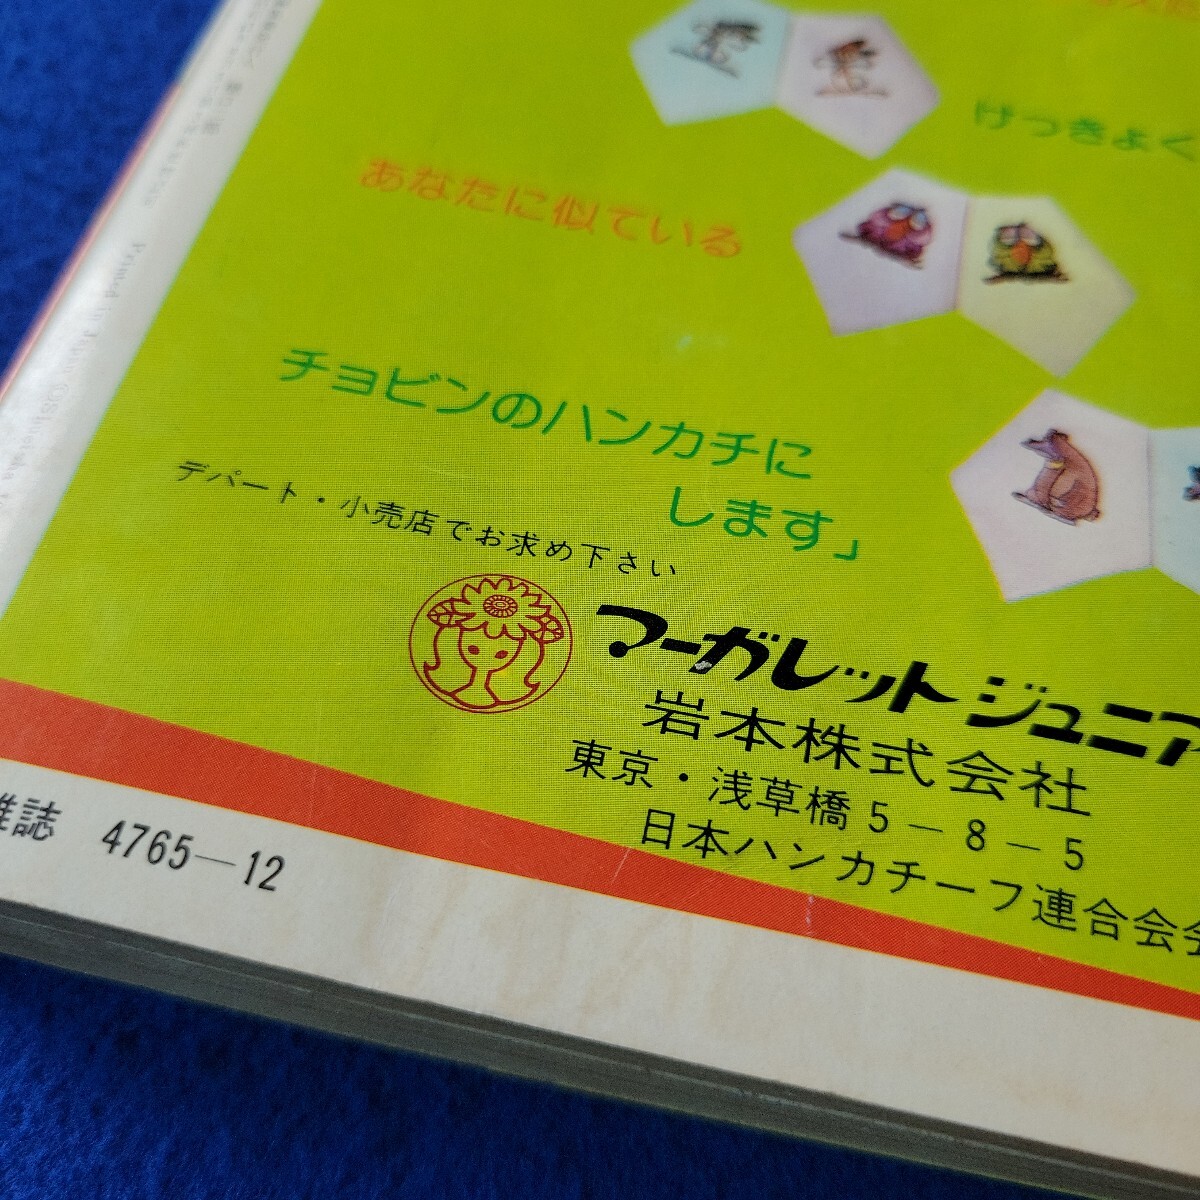 けっきょく
あなたに似ている
チョビンのハンカチに
します」
デパート・小売店でお求め下さい
マーガレットジュニア
岩本株式会社
東京・浅草橋5-8-5
日本ハンカチーフ連合会会
雑誌 4765-12
Printed in Japan